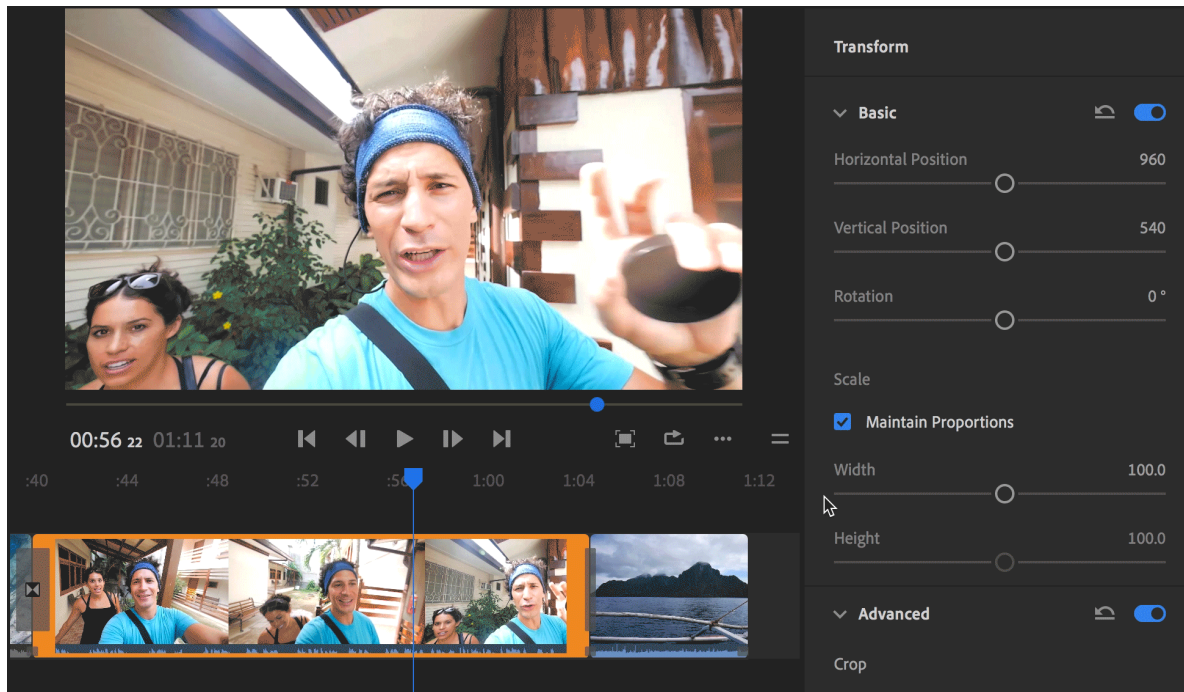 Transform
Basic
Horizontal Position 960
Vertical Position 540
Rotation 0 °
Scale
Maintain Proportions
Width 100.0
Height 100.0
Advanced
Crop
00:56 22 01:11 20
:40 :44 :48 :52 :56 1:00 1:04 1:08 1:12